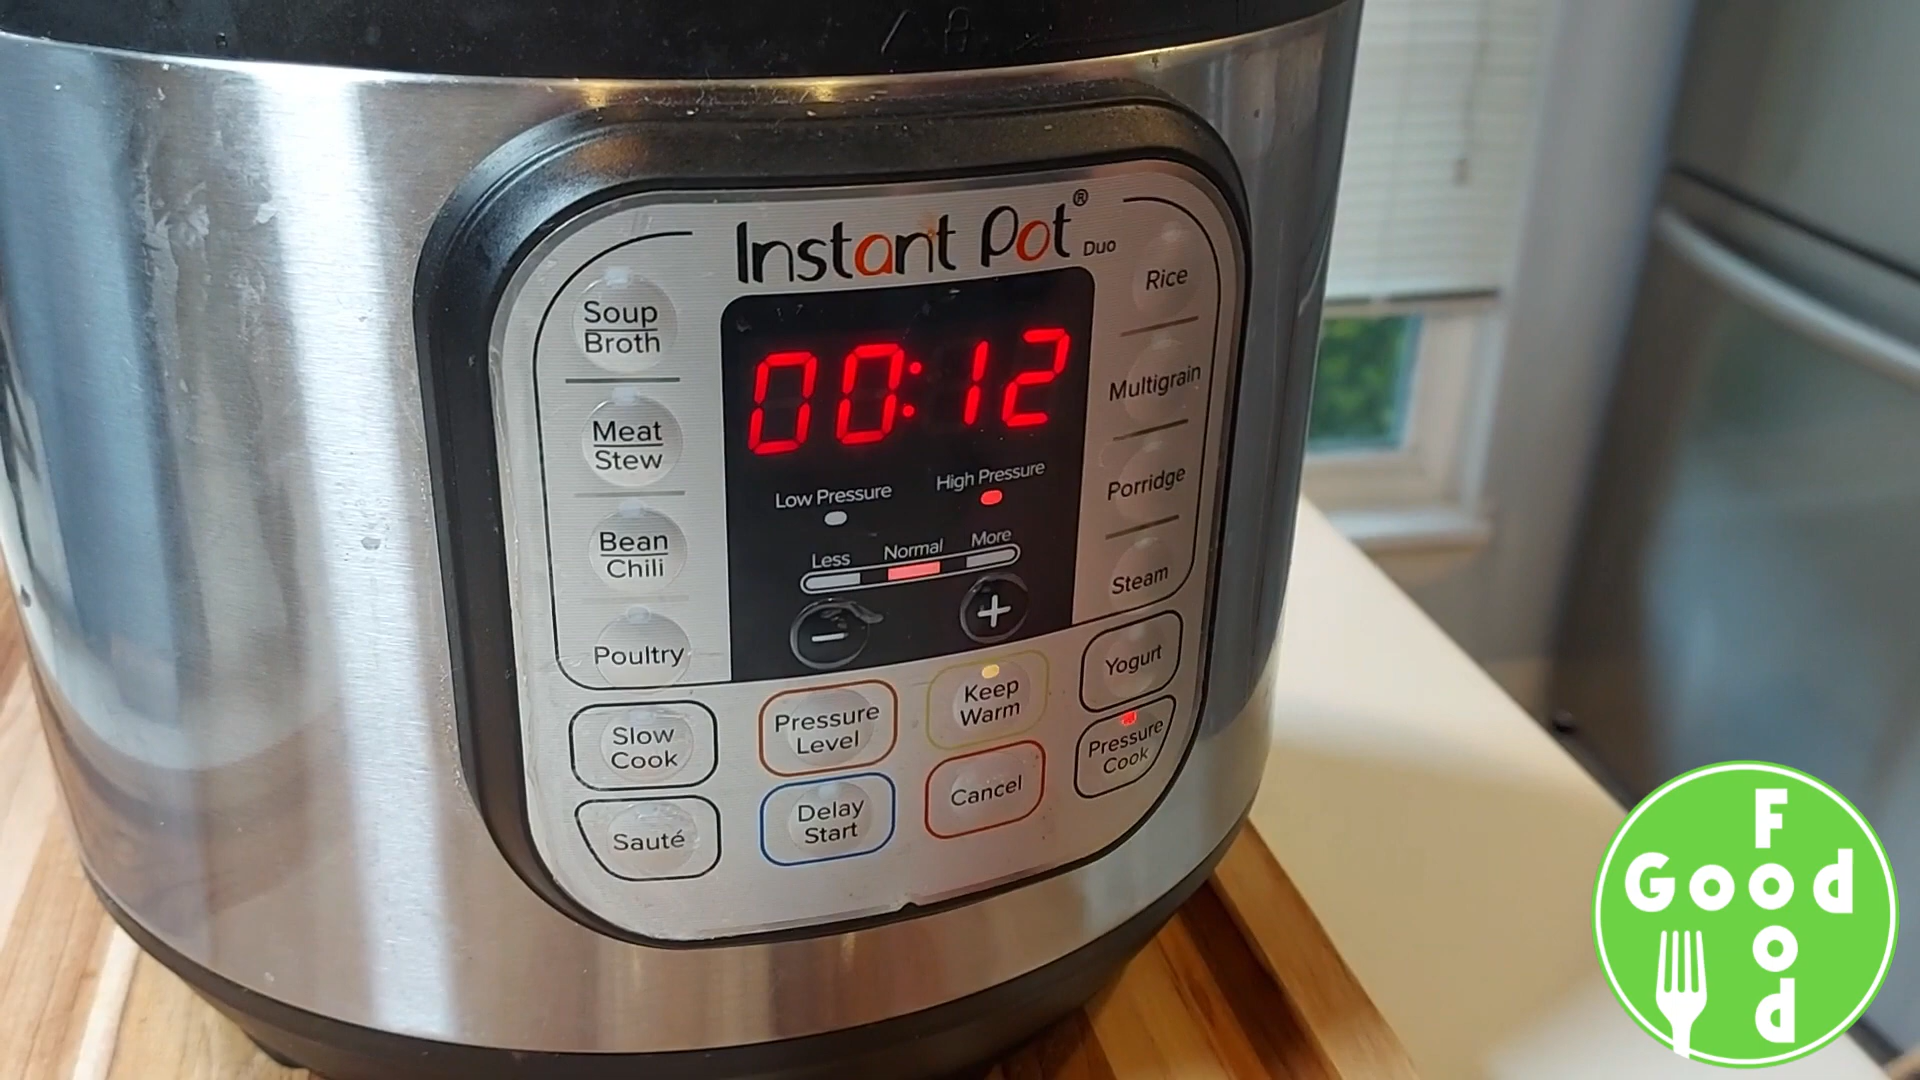 Instant Pot®
Duo
Soup
Broth
Meat
Stew
Bean
Chili
Poultry
00:12
Low Pressure
High Pressure
Less
Normal
More
−
+
Rice
Multigrain
Porridge
Steam
Slow
Cook
Sauté
Pressure
Level
Delay
Start
Keep
Warm
Cancel
Yogurt
Pressure
Cook
Good
Food